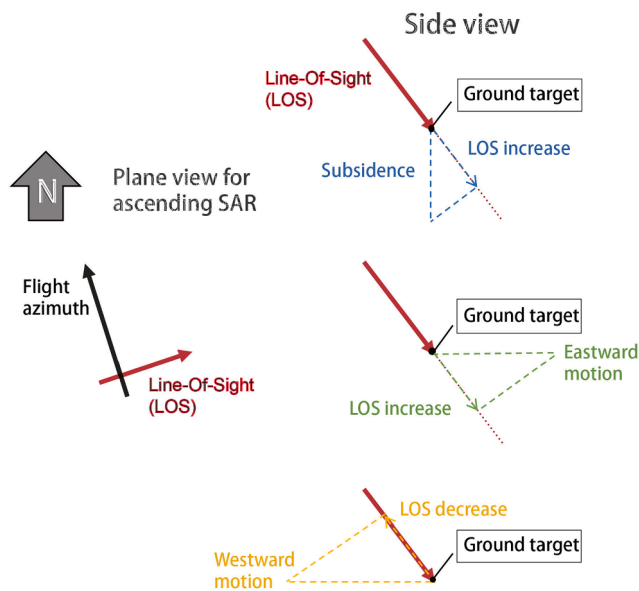 Side view
Line-Of-Sight
(LOS)
Ground target
LOS increase
Subsidence
N
Plane view for
ascending SAR
Flight
azimuth
Line-Of-Sight
(LOS)
Ground target
Eastward
motion
LOS increase
LOS decrease
Ground target
Westward
motion